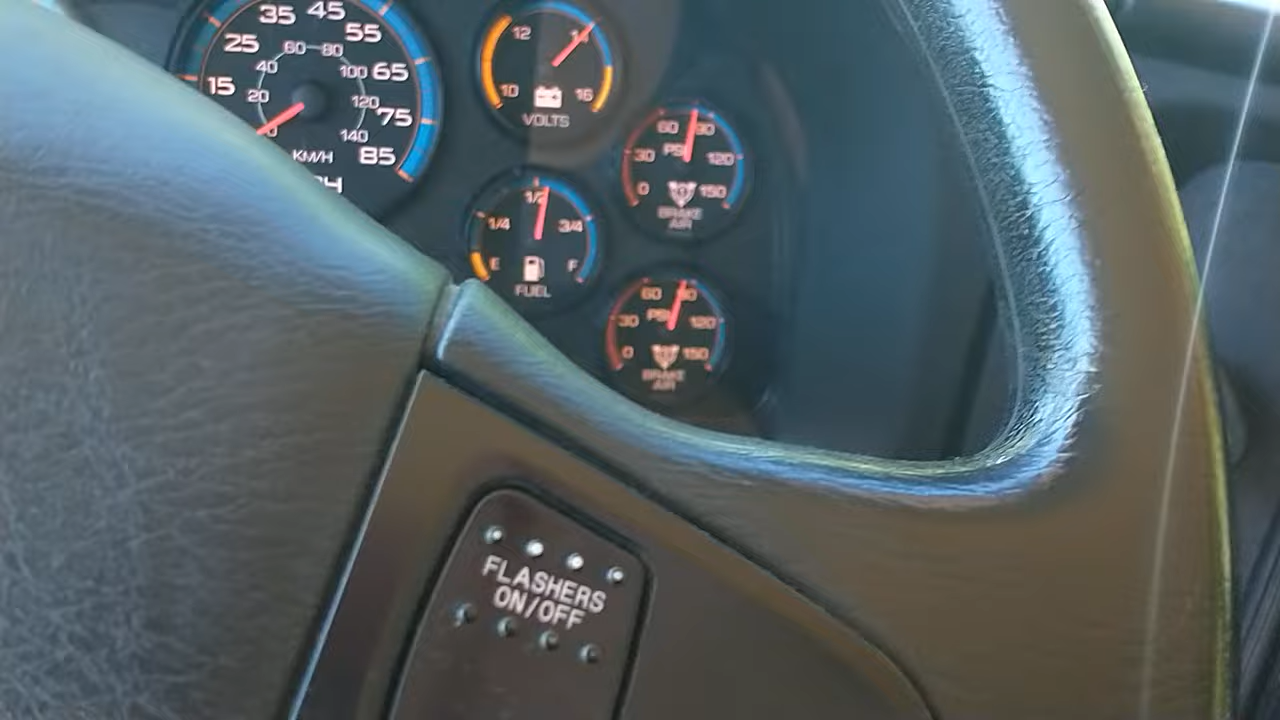 35 45
25 55
15 65
75
85
60 80
40 100
20 120
0 140
KM/H
12 14
10 16
VOLTS
60 90
30 PSI 120
0 150
BRAKE
AIR
1/2
1/4 3/4
E F
FUEL
60 90
30 PSI 120
0 150
BRAKE
AIR
FLASHERS
ON/OFF